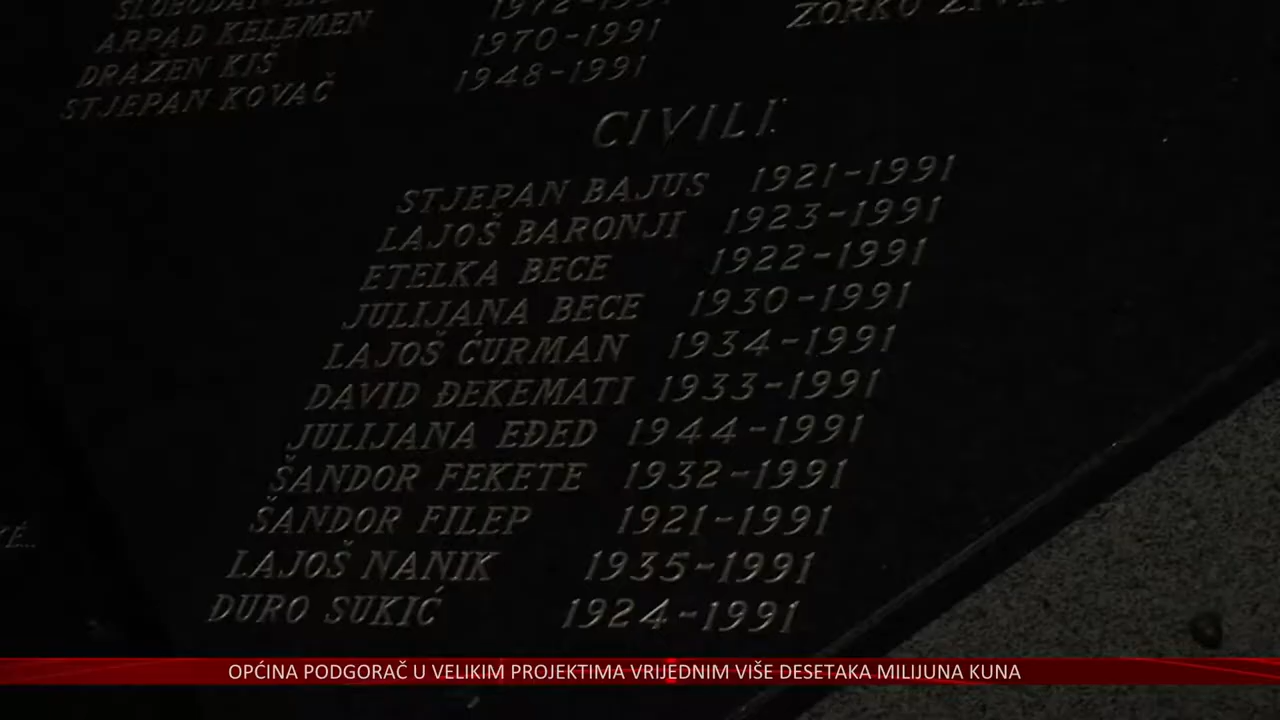 SLOBODAN
ARPAD KELEMEN 1970-1991
DRAŽEN KIŠ 1948-1991
STJEPAN KOVAČ
ZORKO
CIVILI:
STJEPAN BAJUS 1921-1991
LAJOŠ BARONJI 1923-1991
ETELKA BECE 1922-1991
JULIJANA BECE 1930-1991
LAJOŠ ĆURMAN 1934-1991
DAVID ĐEKEMATI 1933-1991
JULIJANA EĐED 1944-1991
ŠANDOR FEKETE 1932-1991
ŠANDOR FILEP 1921-1991
LAJOŠ NANIK 1935-1991
ĐURO SUKIĆ 1924-1991
OPĆINA PODGORAČ U VELIKIM PROJEKTIMA VRIJEDNIM VIŠE DESETAKA MILIJUNA KUNA